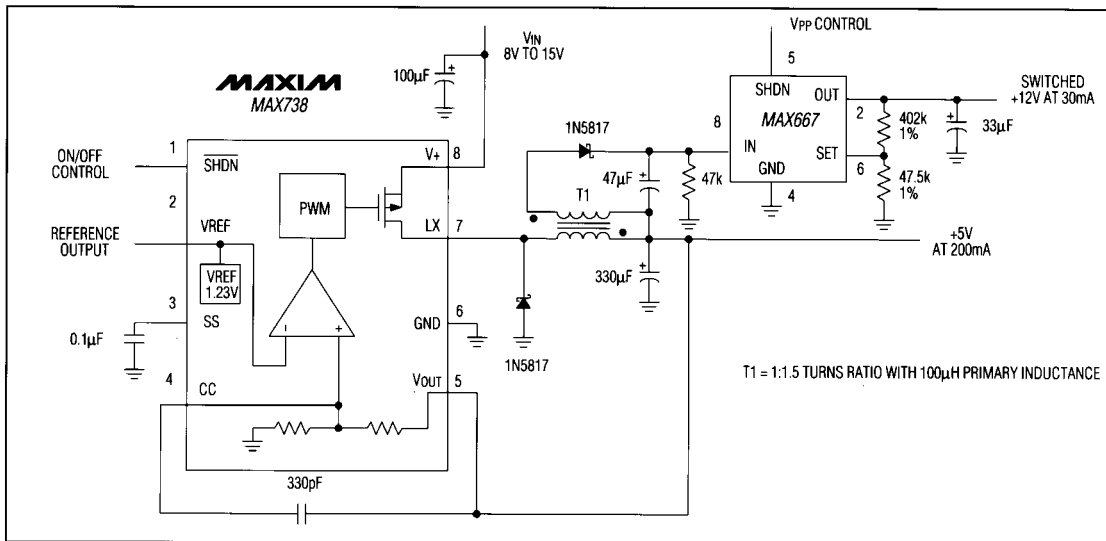 VIN
8V TO 15V
100µF
+
MAXIM
MAX738
ON/OFF
CONTROL
1
SHDN
V+
8
2
PWM
LX
7
REFERENCE
OUTPUT
VREF
VREF
1.23V
3
SS
0.1µF
4
CC
-
+
GND
6
VOUT
5
330pF
1N5817
1N5817
T1
47µF
+
47k
330µF
+
VPP CONTROL
5
SHDN
OUT
MAX667
8
IN
2
SET
6
GND
4
402k
1%
47.5k
1%
+
33µF
SWITCHED
+12V AT 30mA
+5V
AT 200mA
T1 = 1:1.5 TURNS RATIO WITH 100µH PRIMARY INDUCTANCE